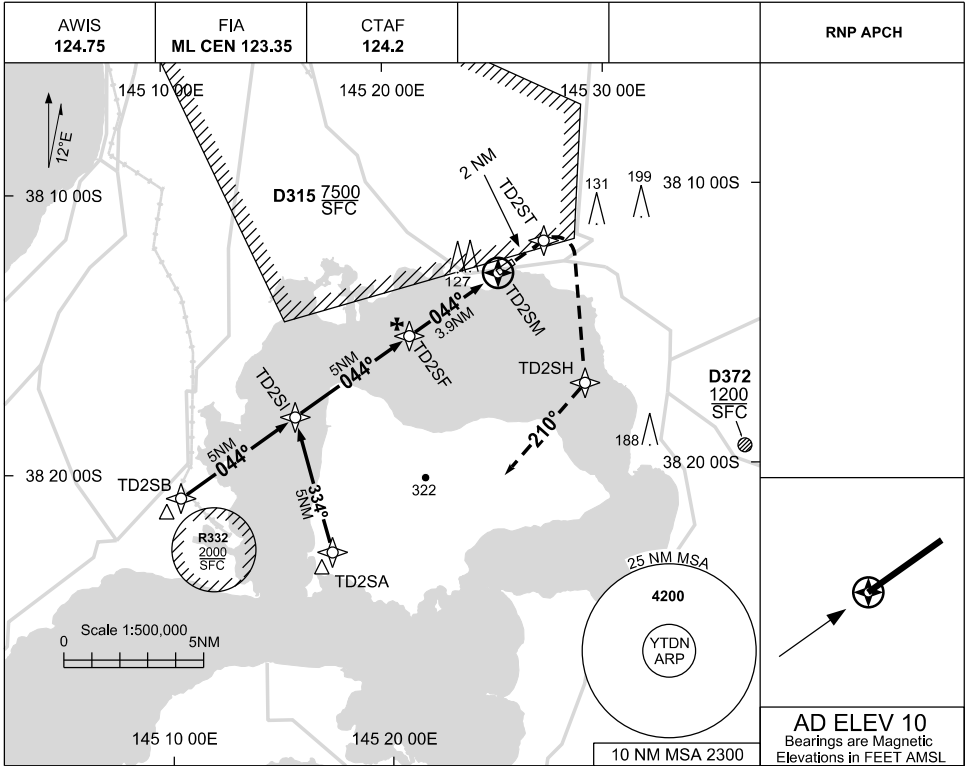 AWIS
124.75
FIA
ML CEN 123.35
CTAF
124.2
RNP APCH
145 10 00E
145 20 00E
145 30 00E
12°E
2 NM
TD2ST
131
199
38 10 00S
38 10 00S
D315 7500
SFC
127
TD2SM
044°
3.9NM
TD2SF
5NM
044°
TD2SI
TD2SH
D372
1200
SFC
210°
188
5NM
044°
38 20 00S
38 20 00S
TD2SB
334°
5NM
322
R332
2000
SFC
TD2SA
25 NM MSA
4200
YTDN
ARP
Scale 1:500,000
0
5NM
145 10 00E
145 20 00E
10 NM MSA 2300
AD ELEV 10
Bearings are Magnetic
Elevations in FEET AMSL